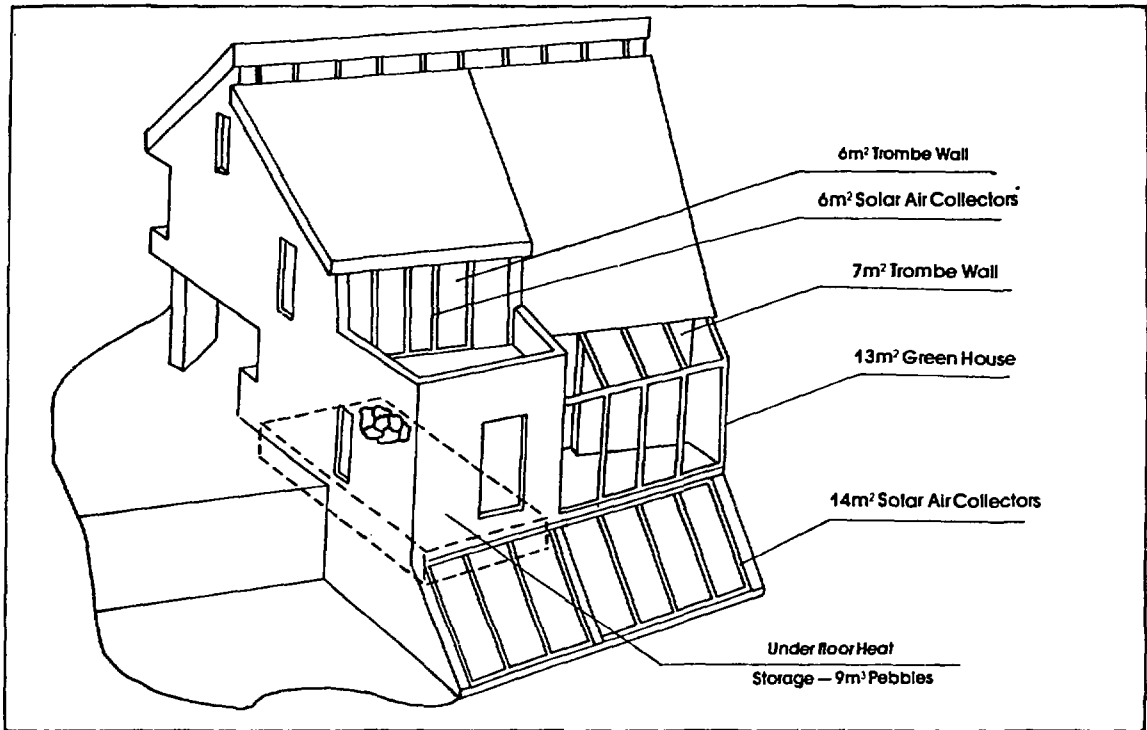 6m² Trombe Wall
6m² Solar Air Collectors
7m² Trombe Wall
13m² Green House
14m² Solar Air Collectors
Under floor Heat
Storage — 9m³ Pebbles